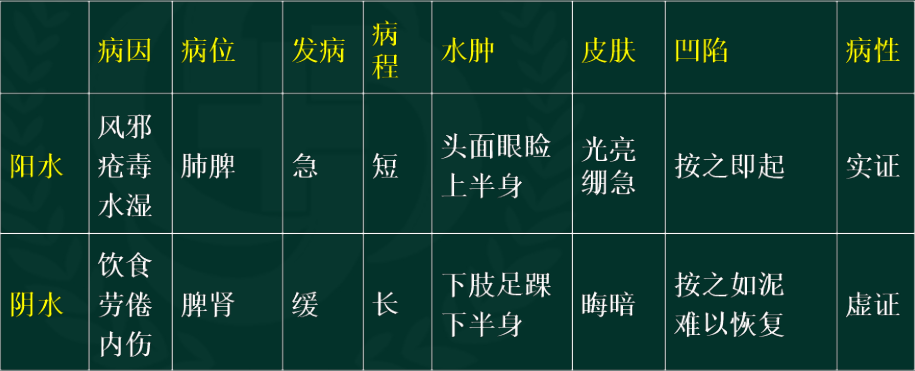 病因 病位 发病 病程 水肿 皮肤 凹陷 病性
阳水 风邪疮毒水湿 肺脾 急 短 头面眼睑上半身 光亮绷急 按之即起 实证
阴水 饮食劳倦内伤 脾肾 缓 长 下肢足踝下半身 晦暗 按之如泥难以恢复 虚证